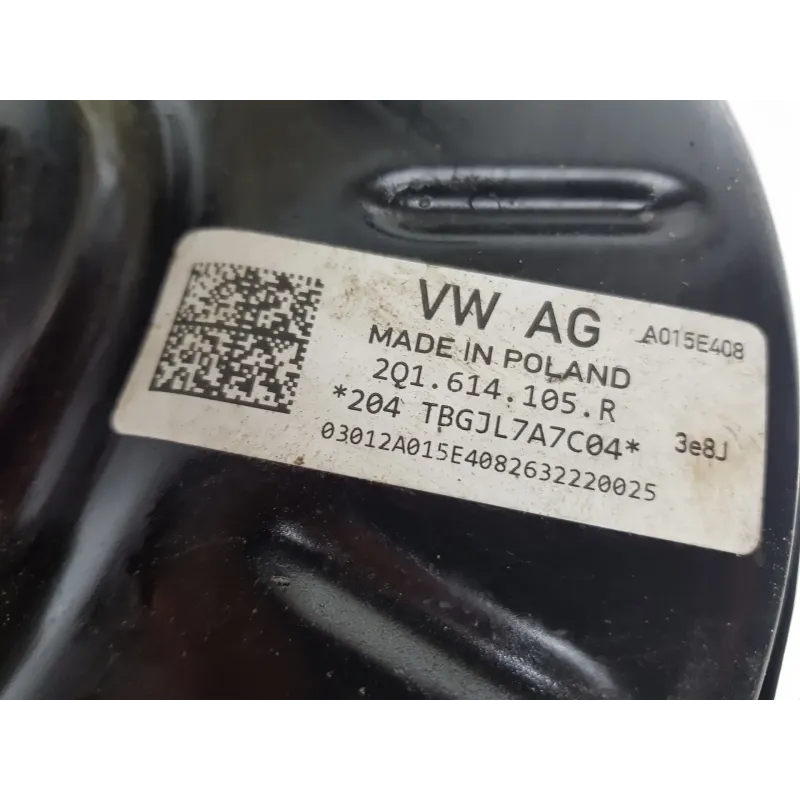 VW AG A015E408
MADE IN POLAND
2Q1.614.105.R
*204 TBGJL7A7C04* 3e8J
03012A015E4082632220025